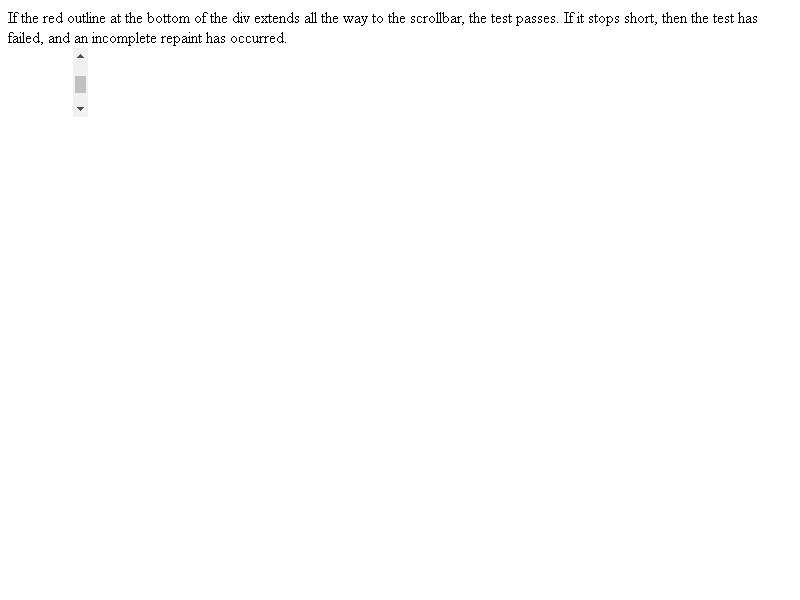 If the red outline at the bottom of the div extends all the way to the scrollbar, the test passes. If it stops short, then the test has
failed, and an incomplete repaint has occurred.